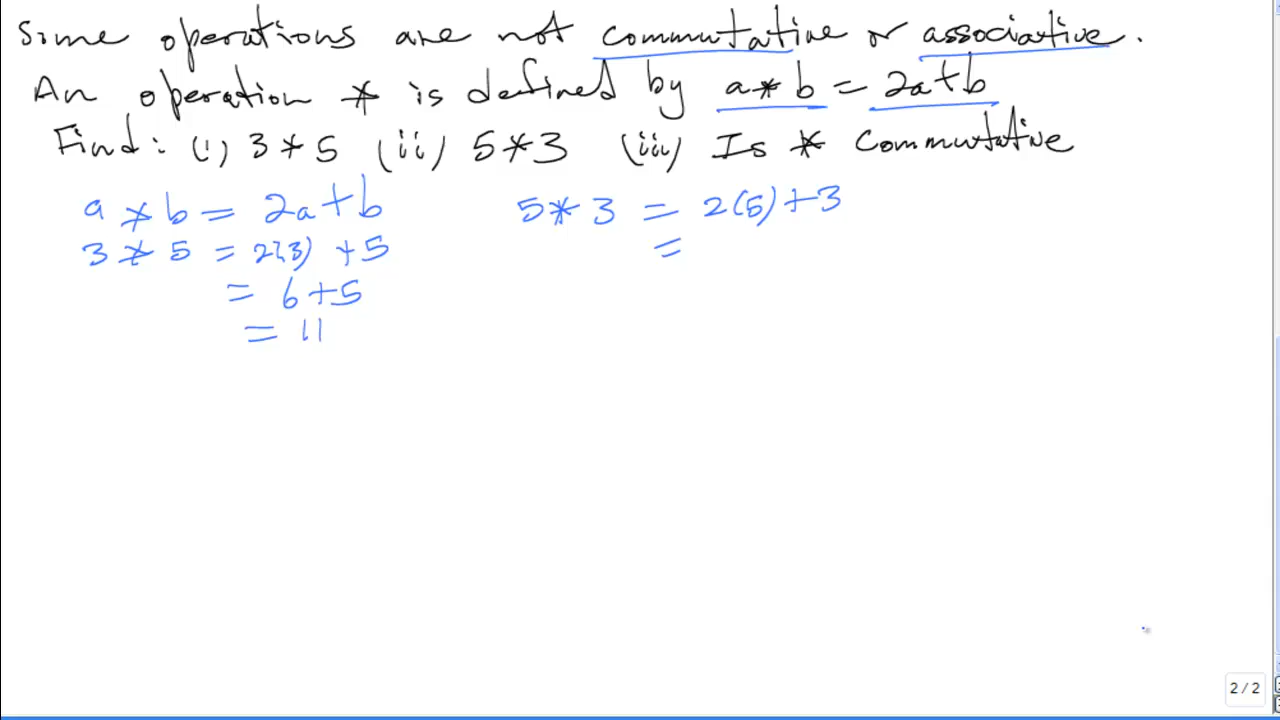 Some operations are not commutative or associative.
An operation * is defined by a * b = 2a+b
Find: (i) 3 * 5 (ii) 5 * 3 (iii) Is * Commutative
a * b = 2a+b
3 * 5 = 2(3) + 5
= 6+5
= 11
5 * 3 = 2(5)+3
=
2 / 2